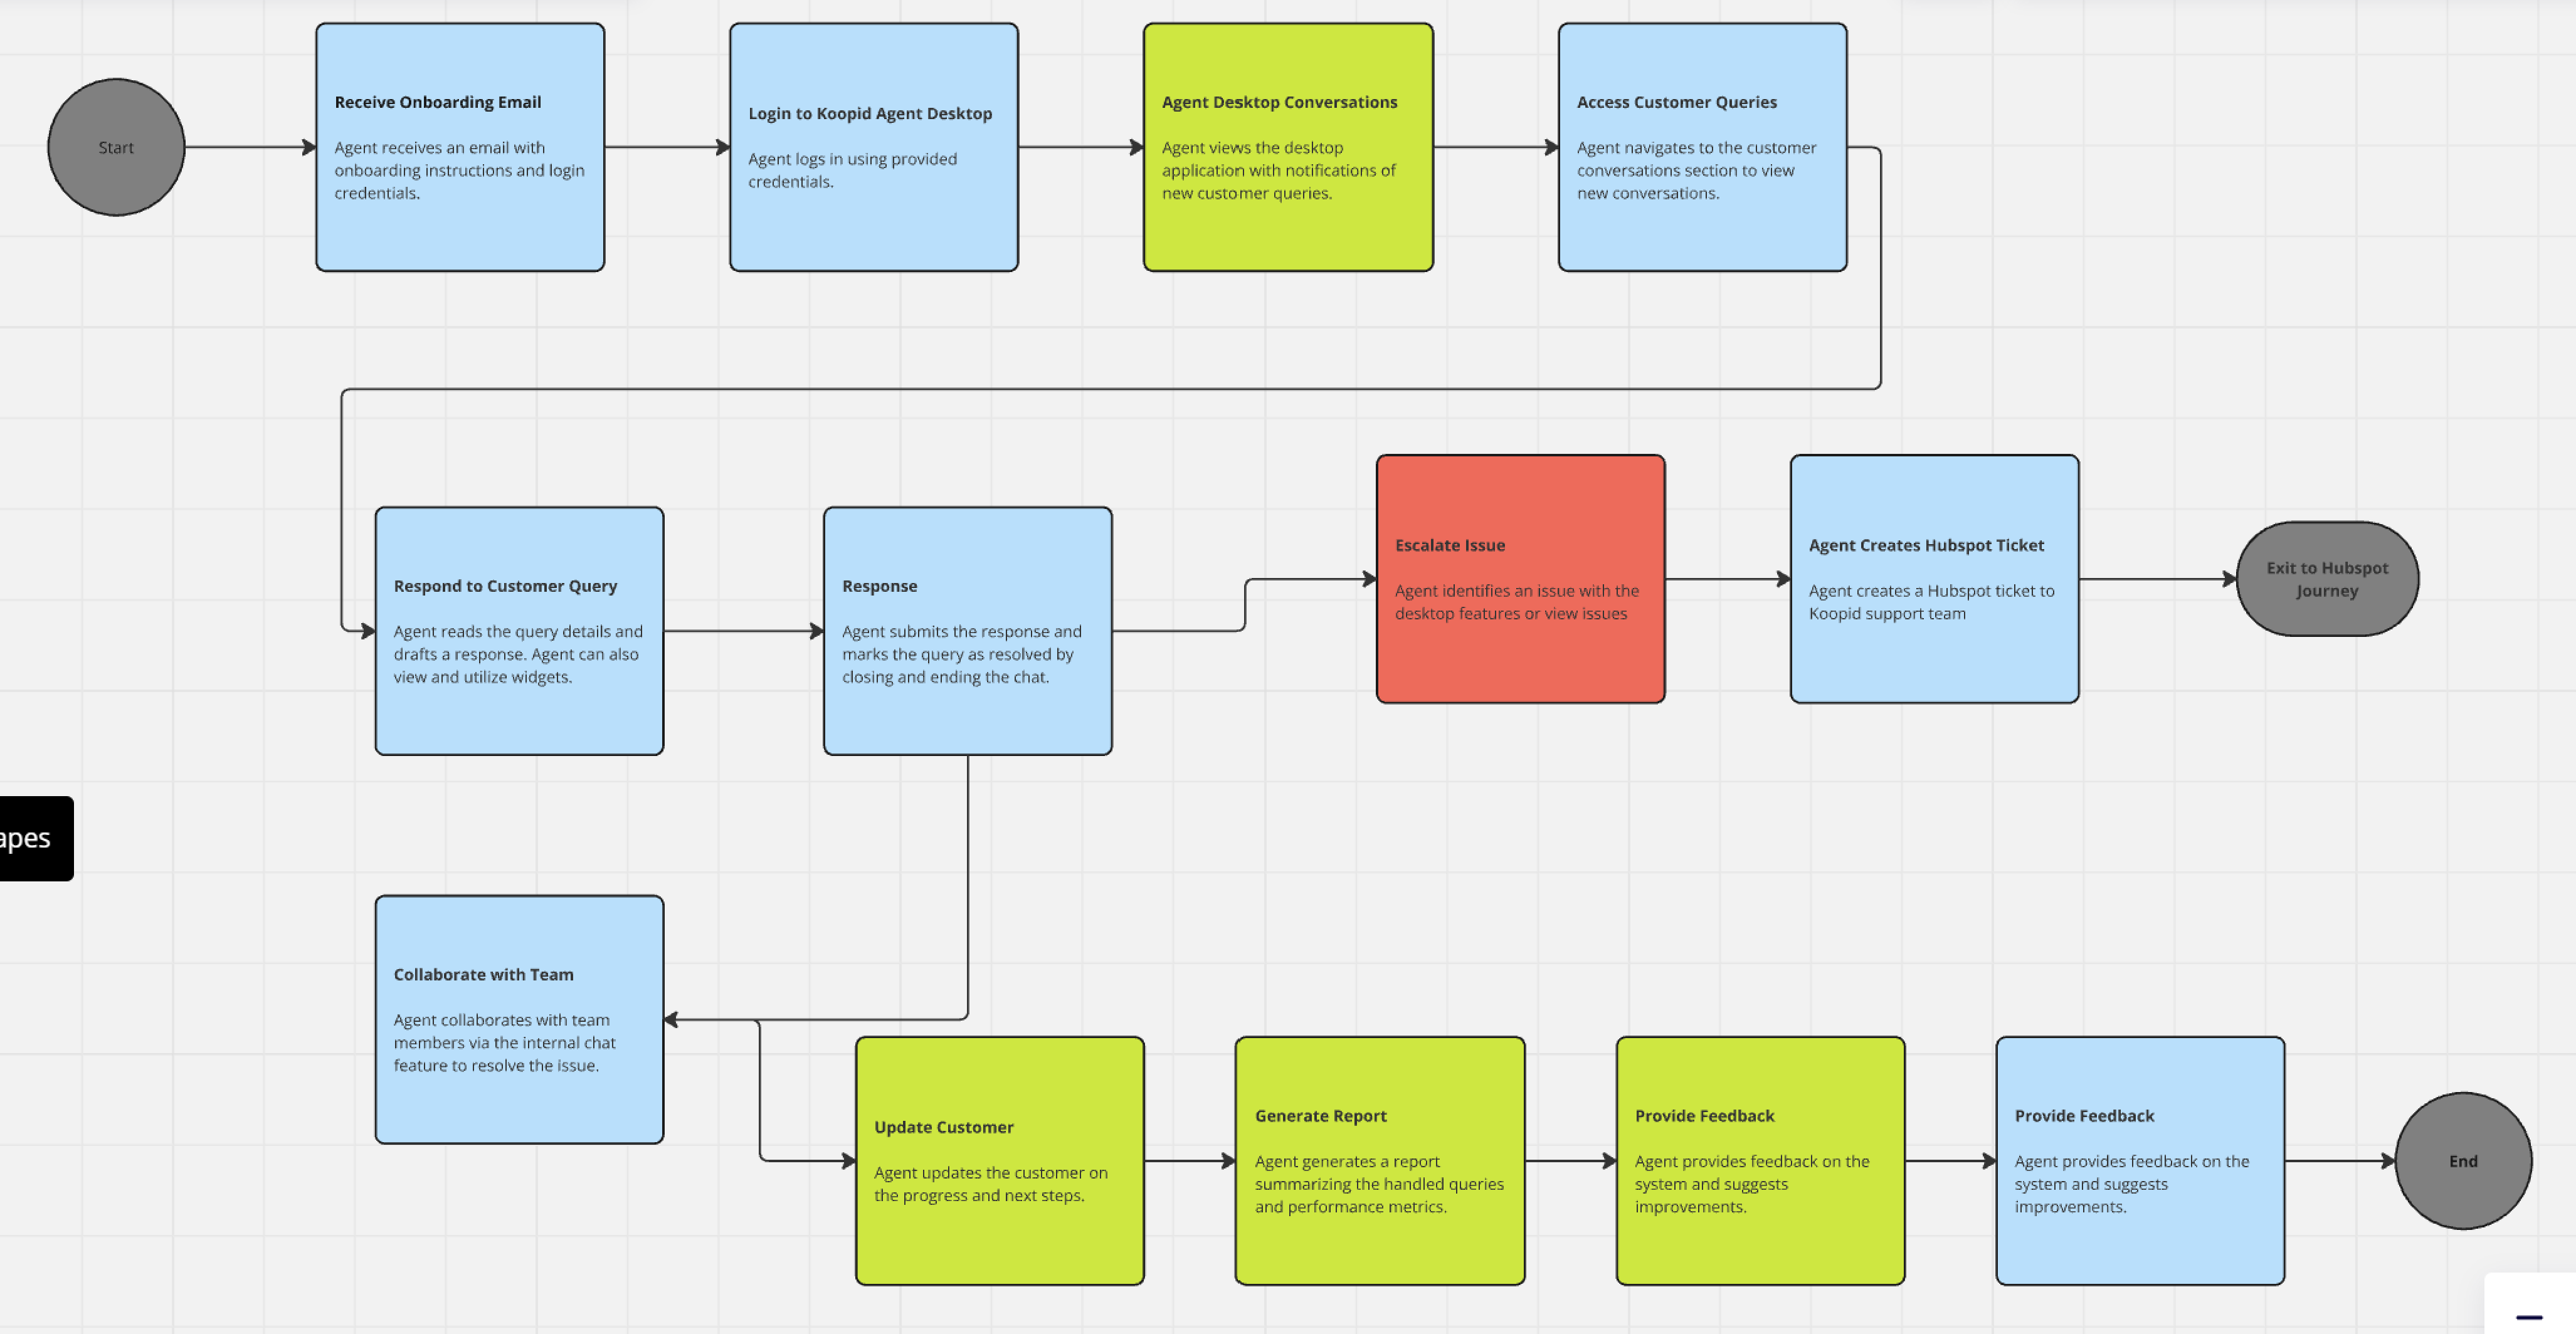 Start
Receive Onboarding Email
Agent receives an email with
onboarding instructions and login
credentials.
Login to Koopid Agent Desktop
Agent logs in using provided
credentials.
Agent Desktop Conversations
Agent views the desktop
application with notifications of
new customer queries.
Access Customer Queries
Agent navigates to the customer
conversations section to view
new conversations.
Respond to Customer Query
Agent reads the query details and
drafts a response. Agent can also
view and utilize widgets.
Response
Agent submits the response and
marks the query as resolved by
closing and ending the chat.
Escalate Issue
Agent identifies an issue with the
desktop features or view issues
Agent Creates Hubspot Ticket
Agent creates a Hubspot ticket to
Koopid support team
Exit to Hubspot
Journey
apes
Collaborate with Team
Agent collaborates with team
members via the internal chat
feature to resolve the issue.
Update Customer
Agent updates the customer on
the progress and next steps.
Generate Report
Agent generates a report
summarizing the handled queries
and performance metrics.
Provide Feedback
Agent provides feedback on the
system and suggests
improvements.
Provide Feedback
Agent provides feedback on the
system and suggests
improvements.
End